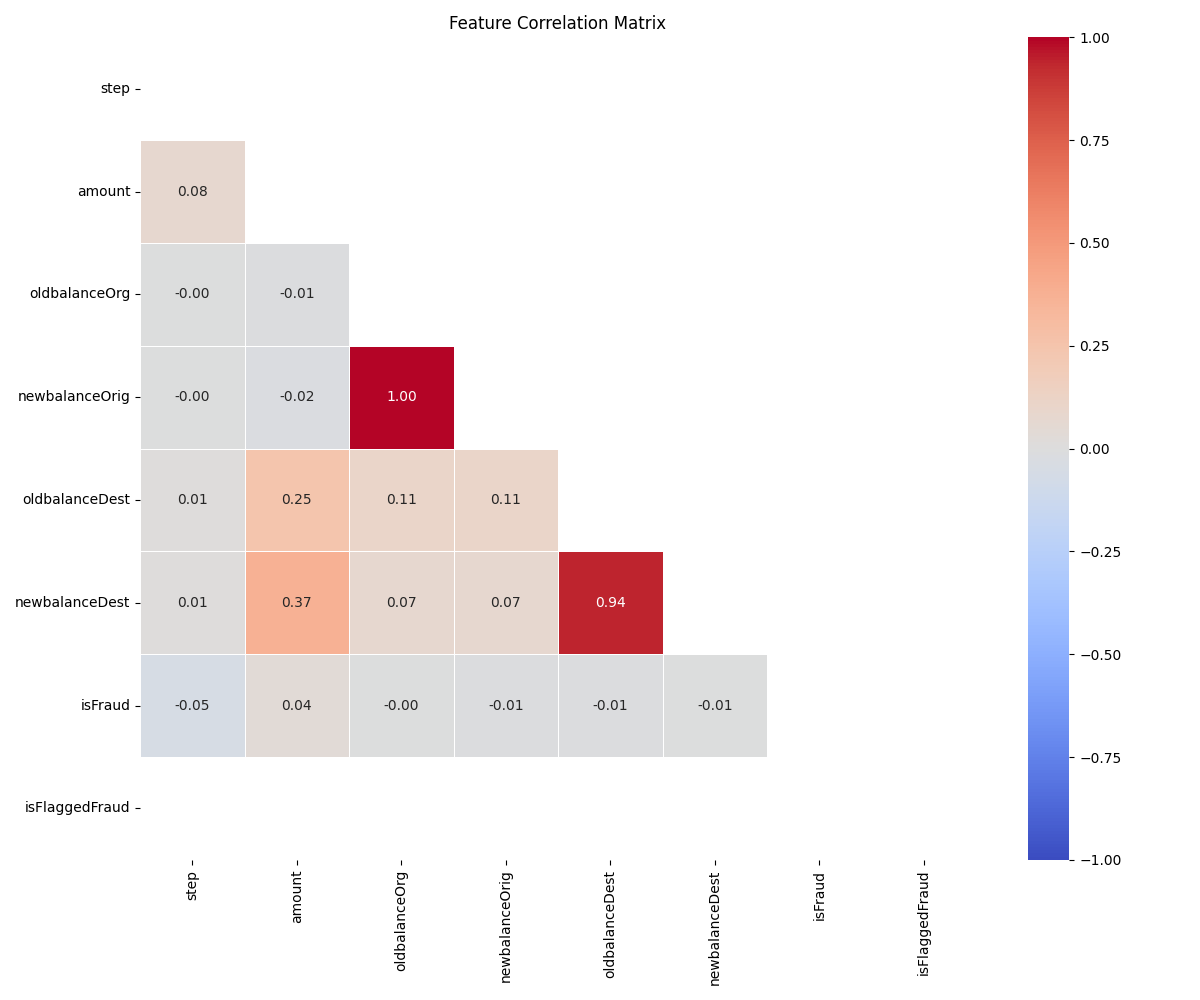 Feature Correlation Matrix
step
amount 0.08
oldbalanceOrg -0.00 -0.01
newbalanceOrig -0.00 -0.02 1.00
oldbalanceDest 0.01 0.25 0.11 0.11
newbalanceDest 0.01 0.37 0.07 0.07 0.94
isFraud -0.05 0.04 -0.00 -0.01 -0.01 -0.01
isFlaggedFraud
step amount oldbalanceOrg newbalanceOrig oldbalanceDest newbalanceDest isFraud isFlaggedFraud
1.00
0.75
0.50
0.25
0.00
−0.25
−0.50
−0.75
−1.00